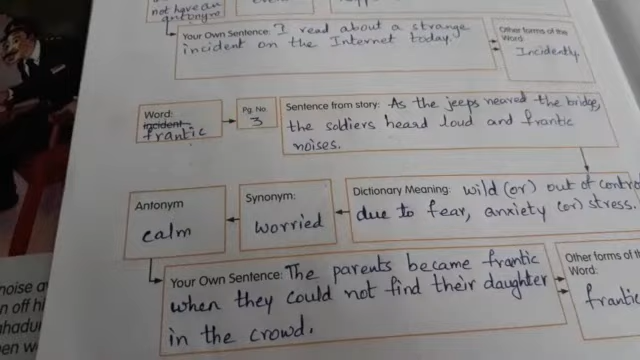 not have an
antonym
Your Own Sentence: I read about a strange
incident on the Internet today.
Other forms of the
Word
Incidently
Word:
incident
frantic
Pg. No.
3
Sentence from story: As the jeeps neared the bridge,
the soldiers heard loud and frantic
noises.
Dictionary Meaning: wild (or) out of control
due to fear, anxiety (or) stress.
Synonym:
worried
Antonym
calm
Your Own Sentence: The parents became frantic
when they could not find their daughter
in the crowd.
Other forms of the
Word:
frantic
noise
n off hi